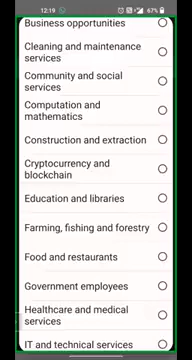 12:19
67%
Business opportunities
Cleaning and maintenance
services
Community and social
services
Computation and
mathematics
Construction and extraction
Cryptocurrency and
blockchain
Education and libraries
Farming, fishing and forestry
Food and restaurants
Government employees
Healthcare and medical
services
IT and technical services